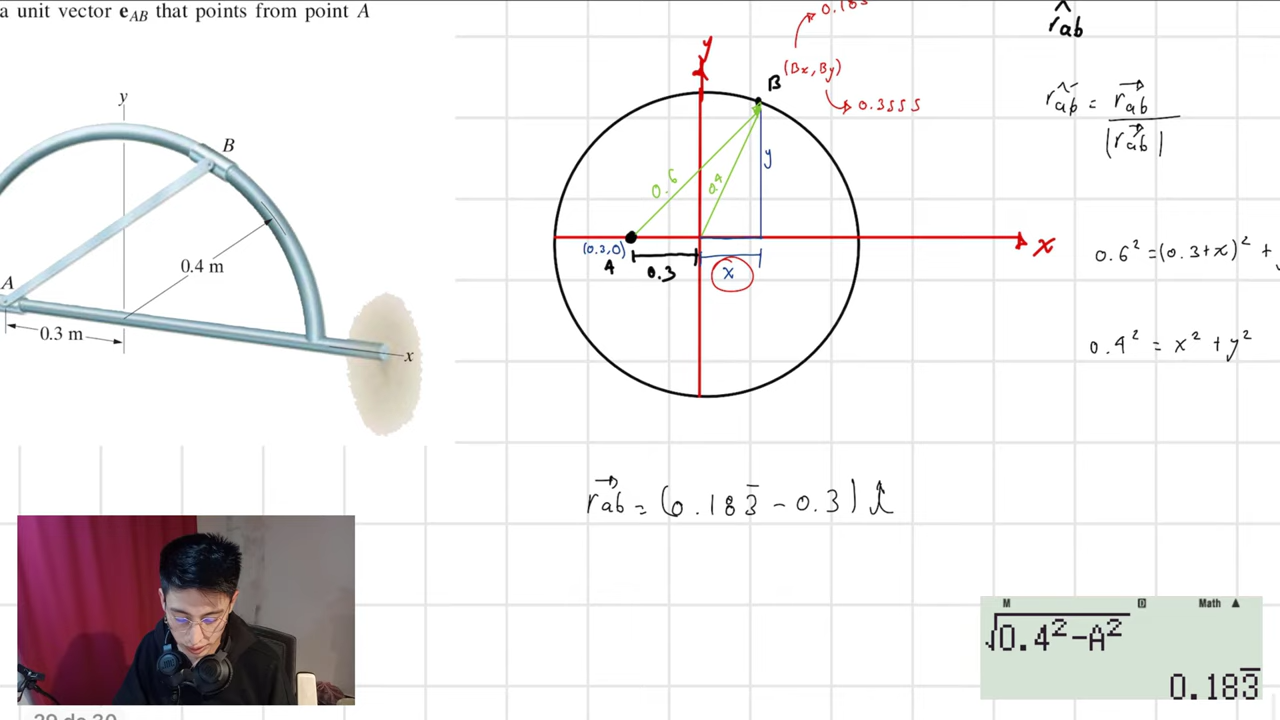 a unit vector e_AB that points from point A
y
B
A
0.4 m
0.3 m
x
y
B
(Bx, By)
0.3555
0.6
0.4
y
(0.3,0)
A
0.3
x
x
r̂ab
r̂ab = r⃗ab / |r⃗ab|
0.6² = (0.3+x)² +
0.4² = x² + y²
r⃗ab = (0.183̅ - 0.3) î
M D Math ▲
√0.4²-A²
0.183̅